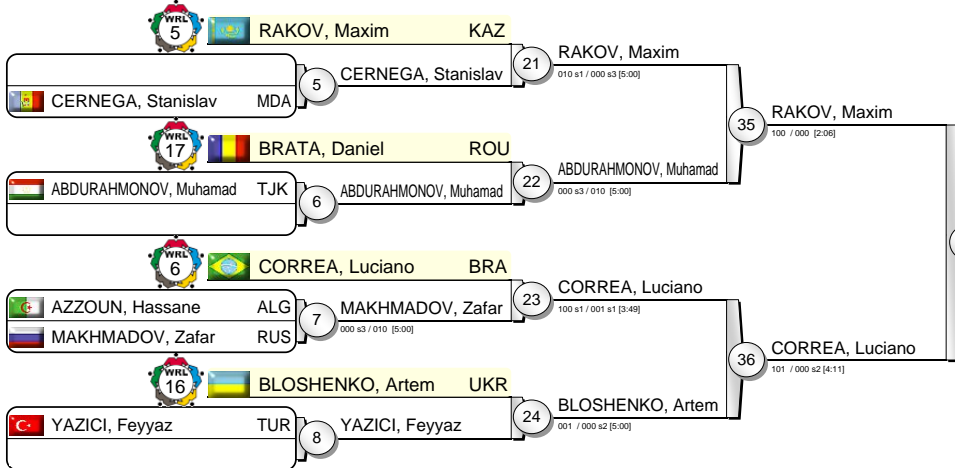 WRL
5
RAKOV, Maxim KAZ
CERNEGA, Stanislav MDA
5
CERNEGA, Stanislav
21
RAKOV, Maxim
010 s1 / 000 s3 [5:00]
WRL
17
BRATA, Daniel ROU
ABDURAHMONOV, Muhamad TJK
6
ABDURAHMONOV, Muhamad
22
ABDURAHMONOV, Muhamad
000 s3 / 010 [5:00]
35
RAKOV, Maxim
100 / 000 [2:06]
WRL
6
CORREA, Luciano BRA
AZZOUN, Hassane ALG
MAKHMADOV, Zafar RUS
7
MAKHMADOV, Zafar
000 s3 / 010 [5:00]
23
CORREA, Luciano
100 s1 / 001 s1 [3:49]
WRL
16
BLOSHENKO, Artem UKR
YAZICI, Feyyaz TUR
8
YAZICI, Feyyaz
24
BLOSHENKO, Artem
001 / 000 s2 [5:00]
36
CORREA, Luciano
101 / 000 s2 [4:11]